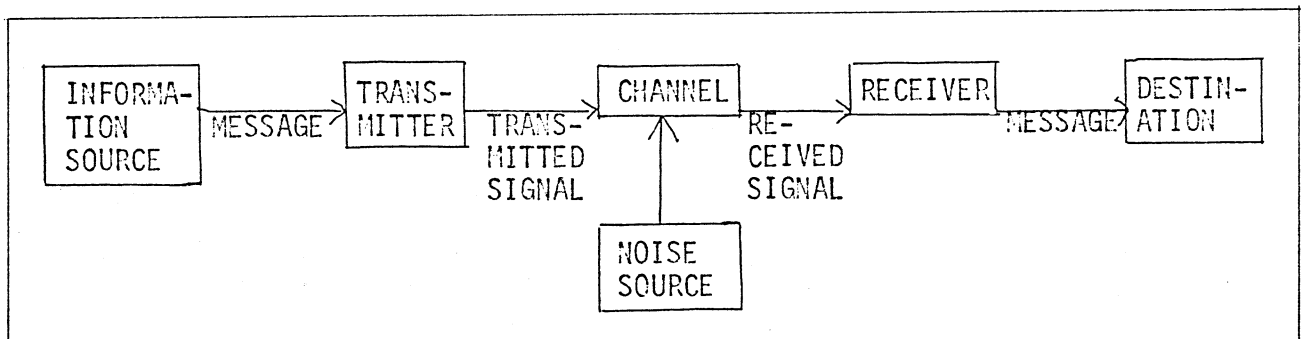 INFORMA-
TION
SOURCE
MESSAGE
TRANS-
MITTER
TRANS-
MITTED
SIGNAL
CHANNEL
RE-
CEIVED
SIGNAL
RECEIVER
MESSAGE
DESTIN-
ATION
NOISE
SOURCE